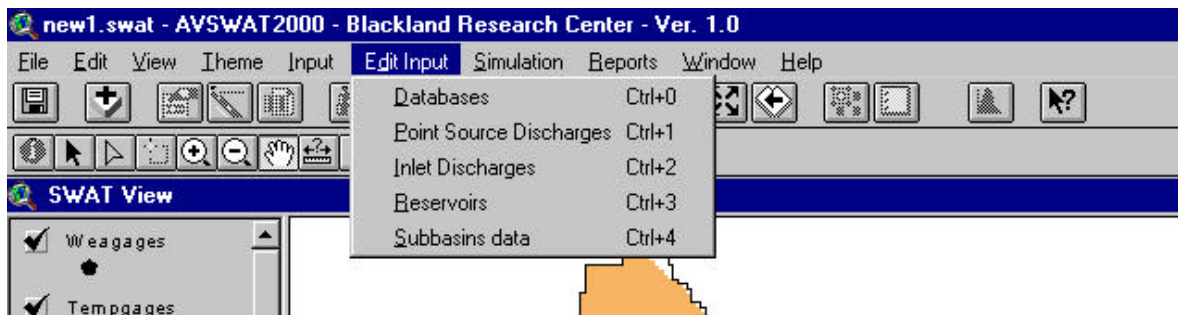 new1.swat - AVSWAT2000 - Blackland Research Center - Ver. 1.0
File Edit View Theme Input Edit Input Simulation Reports Window Help
Databases Ctrl+0
Point Source Discharges Ctrl+1
Inlet Discharges Ctrl+2
Reservoirs Ctrl+3
Subbasins data Ctrl+4
SWAT View
Weagages
Tempgages